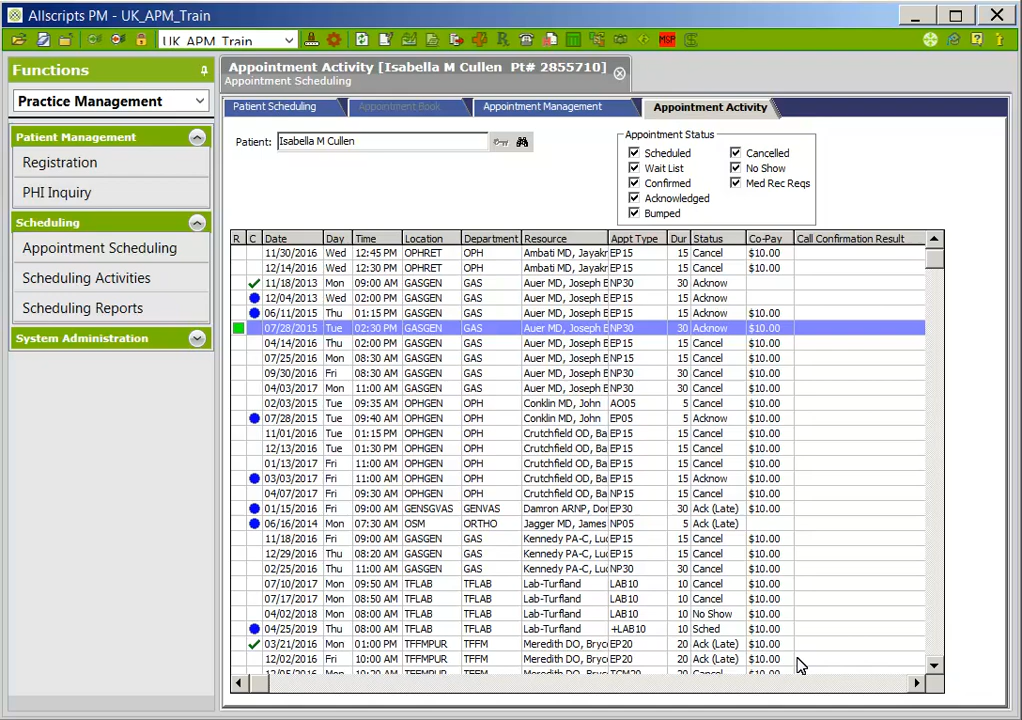 Allscripts PM - UK_APM_Train
UK_APM_Train
MSP
Functions
Practice Management
Patient Management
Registration
PHI Inquiry
Scheduling
Appointment Scheduling
Scheduling Activities
Scheduling Reports
System Administration
Appointment Activity [Isabella M Cullen Pt# 2855710]
Appointment Scheduling
Patient Scheduling Appointment Book Appointment Management Appointment Activity
Patient: Isabella M Cullen
Appointment Status
Scheduled Cancelled
Wait List No Show
Confirmed Med Rec Reqs
Acknowledged
Bumped
R C Date Day Time Location Department Resource Appt Type Dur Status Co-Pay Call Confirmation Result
11/30/2016 Wed 12:45 PM OPHRET OPH Ambati MD, Jayakr EP15 15 Cancel $10.00
12/14/2016 Wed 12:30 PM OPHRET OPH Ambati MD, Jayakr EP15 15 Cancel $10.00
11/18/2013 Mon 09:00 AM GASGEN GAS Auer MD, Joseph E NP30 30 Acknow
12/04/2013 Wed 02:00 PM GASGEN GAS Auer MD, Joseph E EP15 15 Acknow
06/11/2015 Thu 01:15 PM GASGEN GAS Auer MD, Joseph E EP15 15 Acknow $10.00
07/28/2015 Tue 02:30 PM GASGEN GAS Auer MD, Joseph E NP30 30 Acknow $10.00
04/14/2016 Thu 02:00 PM GASGEN GAS Auer MD, Joseph E EP15 15 Cancel $10.00
07/25/2016 Mon 08:30 AM GASGEN GAS Auer MD, Joseph E NP15 15 Cancel $10.00
09/30/2016 Fri 08:30 AM GASGEN GAS Auer MD, Joseph E NP30 30 Cancel $10.00
04/03/2017 Mon 11:00 AM GASGEN GAS Auer MD, Joseph E NP30 30 Cancel $10.00
02/03/2015 Tue 09:35 AM OPHGEN OPH Conklin MD, John AO05 5 Cancel $10.00
07/28/2015 Tue 09:40 AM OPHGEN OPH Conklin MD, John EP05 5 Acknow $10.00
11/01/2016 Tue 01:15 PM OPHGEN OPH Crutchfield OD, Ba EP15 15 Cancel $10.00
12/13/2016 Tue 01:30 PM OPHGEN OPH Crutchfield OD, Ba EP15 15 Cancel $10.00
01/13/2017 Fri 11:00 AM OPHGEN OPH Crutchfield OD, Ba EP15 15 Cancel $10.00
03/03/2017 Fri 11:00 AM OPHGEN OPH Crutchfield OD, Ba EP15 15 Acknow $10.00
04/07/2017 Fri 09:30 AM OPHGEN OPH Crutchfield OD, Ba NP15 15 Cancel $10.00
01/15/2016 Fri 09:00 AM GENSGVAS GENVAS Damron ARNP, Dor EP30 30 Ack (Late) $10.00
06/16/2014 Mon 07:30 AM OSM ORTHO Jagger MD, James NP05 5 Ack (Late)
11/18/2016 Fri 09:00 AM GASGEN GAS Kennedy PA-C, Luc EP15 15 Cancel $10.00
12/29/2016 Thu 08:20 AM GASGEN GAS Kennedy PA-C, Luc EP15 15 Cancel $10.00
02/25/2016 Thu 11:00 AM GASGEN GAS Kennedy PA-C, Luc NP30 30 Cancel $10.00
07/10/2017 Mon 09:50 AM TFLAB TFLAB Lab-Turfland LAB10 10 Cancel $10.00
07/17/2017 Mon 08:50 AM TFLAB TFLAB Lab-Turfland LAB10 10 Cancel $10.00
04/02/2018 Mon 08:00 AM TFLAB TFLAB Lab-Turfland LAB10 10 No Show $10.00
04/25/2019 Thu 08:00 AM TFLAB TFLAB Lab-Turfland +LAB10 10 Sched $10.00
03/21/2016 Mon 01:00 PM TFFMPUR TFFM Meredith DO, Bryc EP20 20 Ack (Late) $10.00
12/02/2016 Fri 10:00 AM TFFMPUR TFFM Meredith DO, Bryc EP20 20 Ack (Late) $10.00